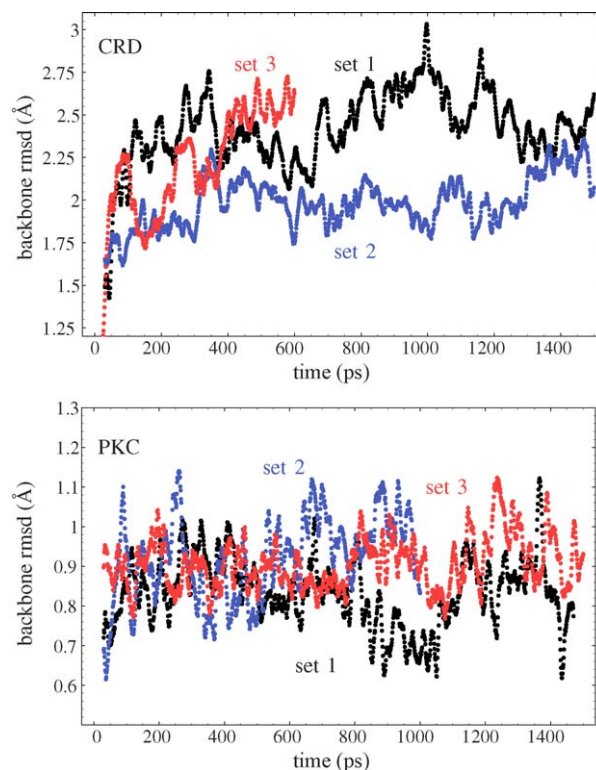 3
CRD
set 3
set 1
2.75
2.5
2.25
2
1.75
set 2
1.5
1.25
backbone rmsd (Å)
0 200 400 600 800 1000 1200 1400
time (ps)
1.3
PKC
1.2
set 2
set 3
1.1
1
0.9
0.8
0.7
set 1
0.6
backbone rmsd (Å)
0 200 400 600 800 1000 1200 1400
time (ps)